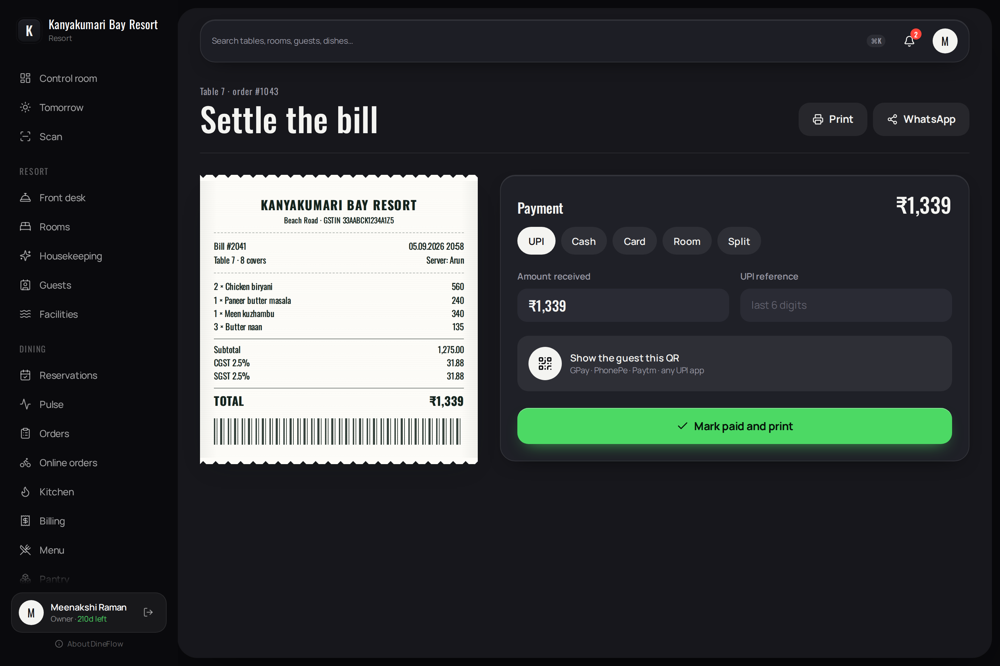 K
Kanyakumari Bay Resort
Resort
Control room
Tomorrow
Scan
RESORT
Front desk
Rooms
Housekeeping
Guests
Facilities
DINING
Reservations
Pulse
Orders
Online orders
Kitchen
Billing
Menu
Pantry
M
Meenakshi Raman
Owner · 210d left
About DineFlow
Search tables, rooms, guests, dishes...
⌘K
2
M
Table 7 · order #1043
Settle the bill
Print
WhatsApp
KANYAKUMARI BAY RESORT
Beach Road · GSTIN 33AABCK1234A1Z5
Bill #2041 05.09.2026 20:58
Table 7 · 8 covers Server: Arun
2 × Chicken biryani 560
1 × Paneer butter masala 240
1 × Meen kuzhambu 340
3 × Butter naan 135
Subtotal 1,275.00
CGST 2.5% 31.88
SGST 2.5% 31.88
TOTAL ₹1,339
Payment ₹1,339
UPI Cash Card Room Split
Amount received UPI reference
₹1,339 last 6 digits
Show the guest this QR
GPay · PhonePe · Paytm · any UPI app
Mark paid and print